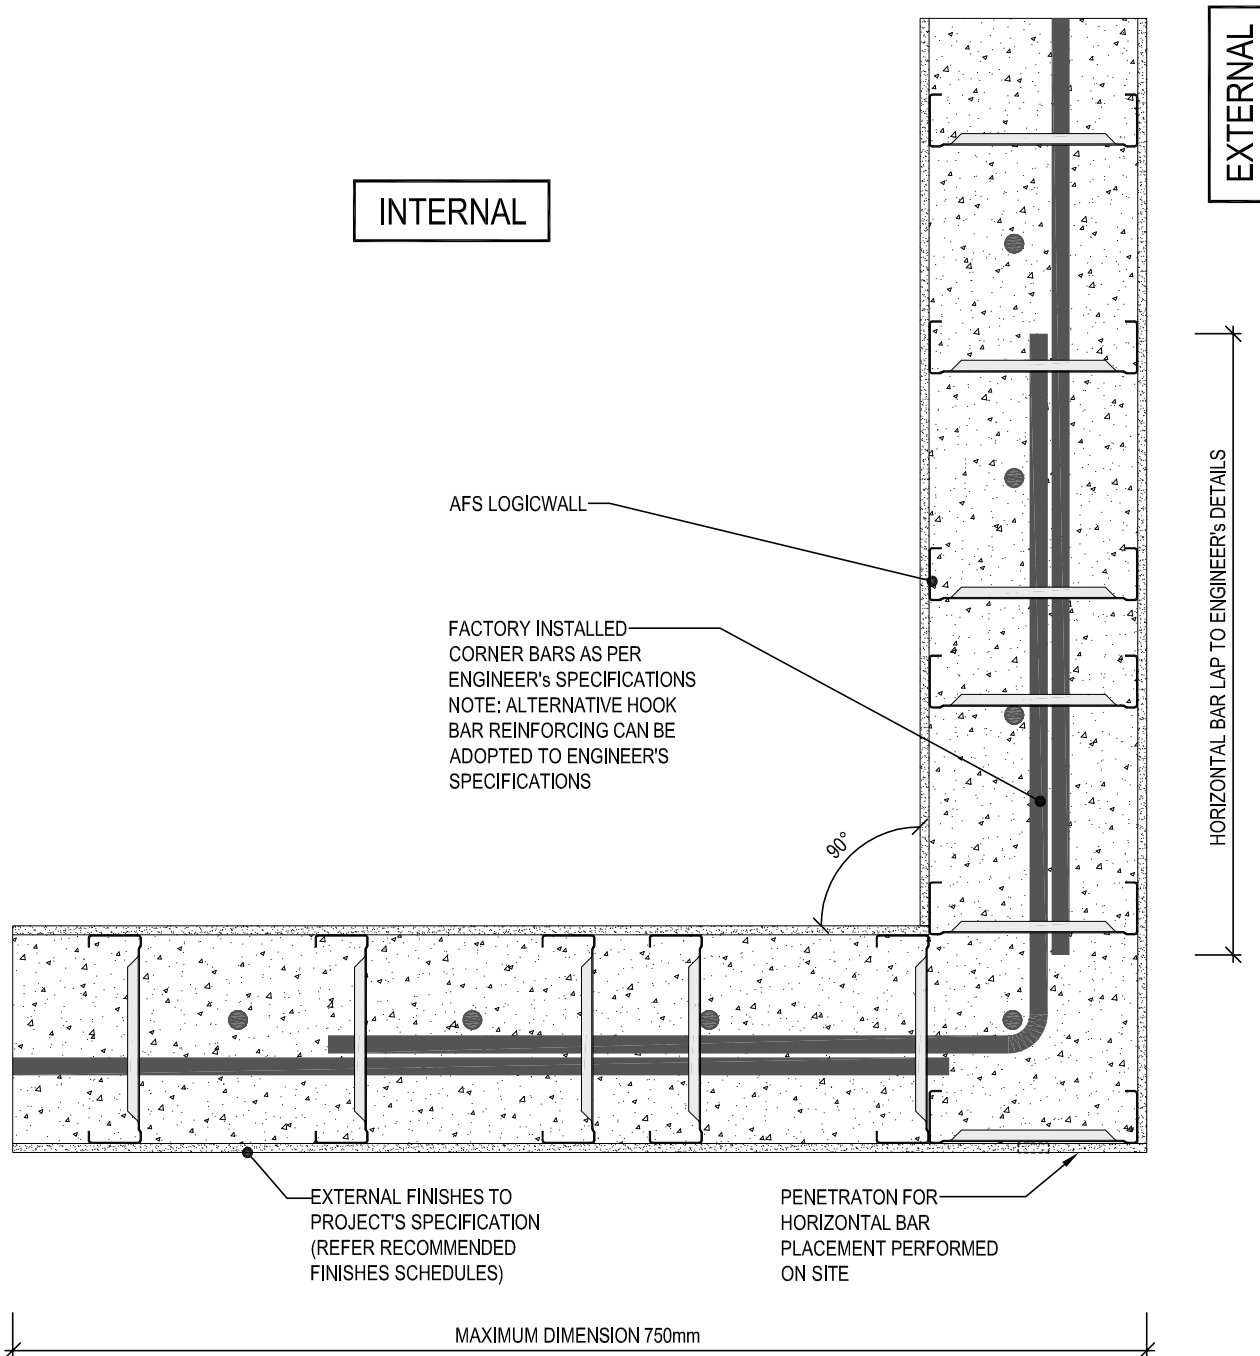 EXTERNAL
INTERNAL
AFS LOGICWALL
FACTORY INSTALLED
CORNER BARS AS PER
ENGINEER's SPECIFICATIONS
NOTE: ALTERNATIVE HOOK
BAR REINFORCING CAN BE
ADOPTED TO ENGINEER'S
SPECIFICATIONS
HORIZONTAL BAR LAP TO ENGINEER's DETAILS
90°
EXTERNAL FINISHES TO
PROJECT'S SPECIFICATION
(REFER RECOMMENDED
FINISHES SCHEDULES)
PENETRATON FOR
HORIZONTAL BAR
PLACEMENT PERFORMED
ON SITE
MAXIMUM DIMENSION 750mm